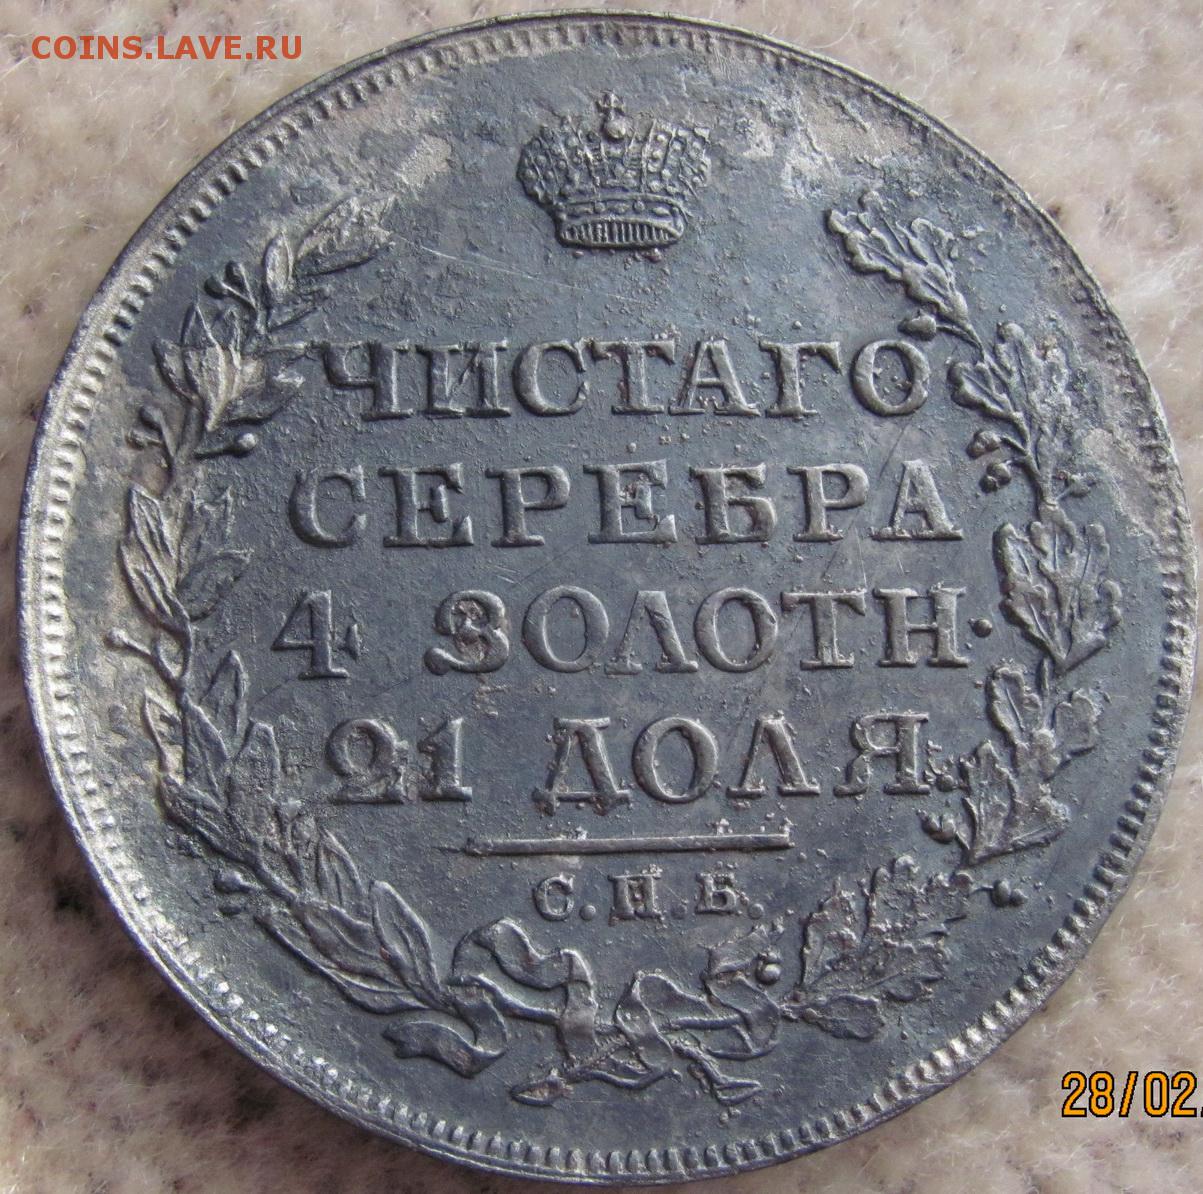 COINS.LAVE.RU
ЧИСТАГО
СЕРЕБРА
4 ЗОЛОТН·
21 ДОЛЯ
С.П.Б.
28/02